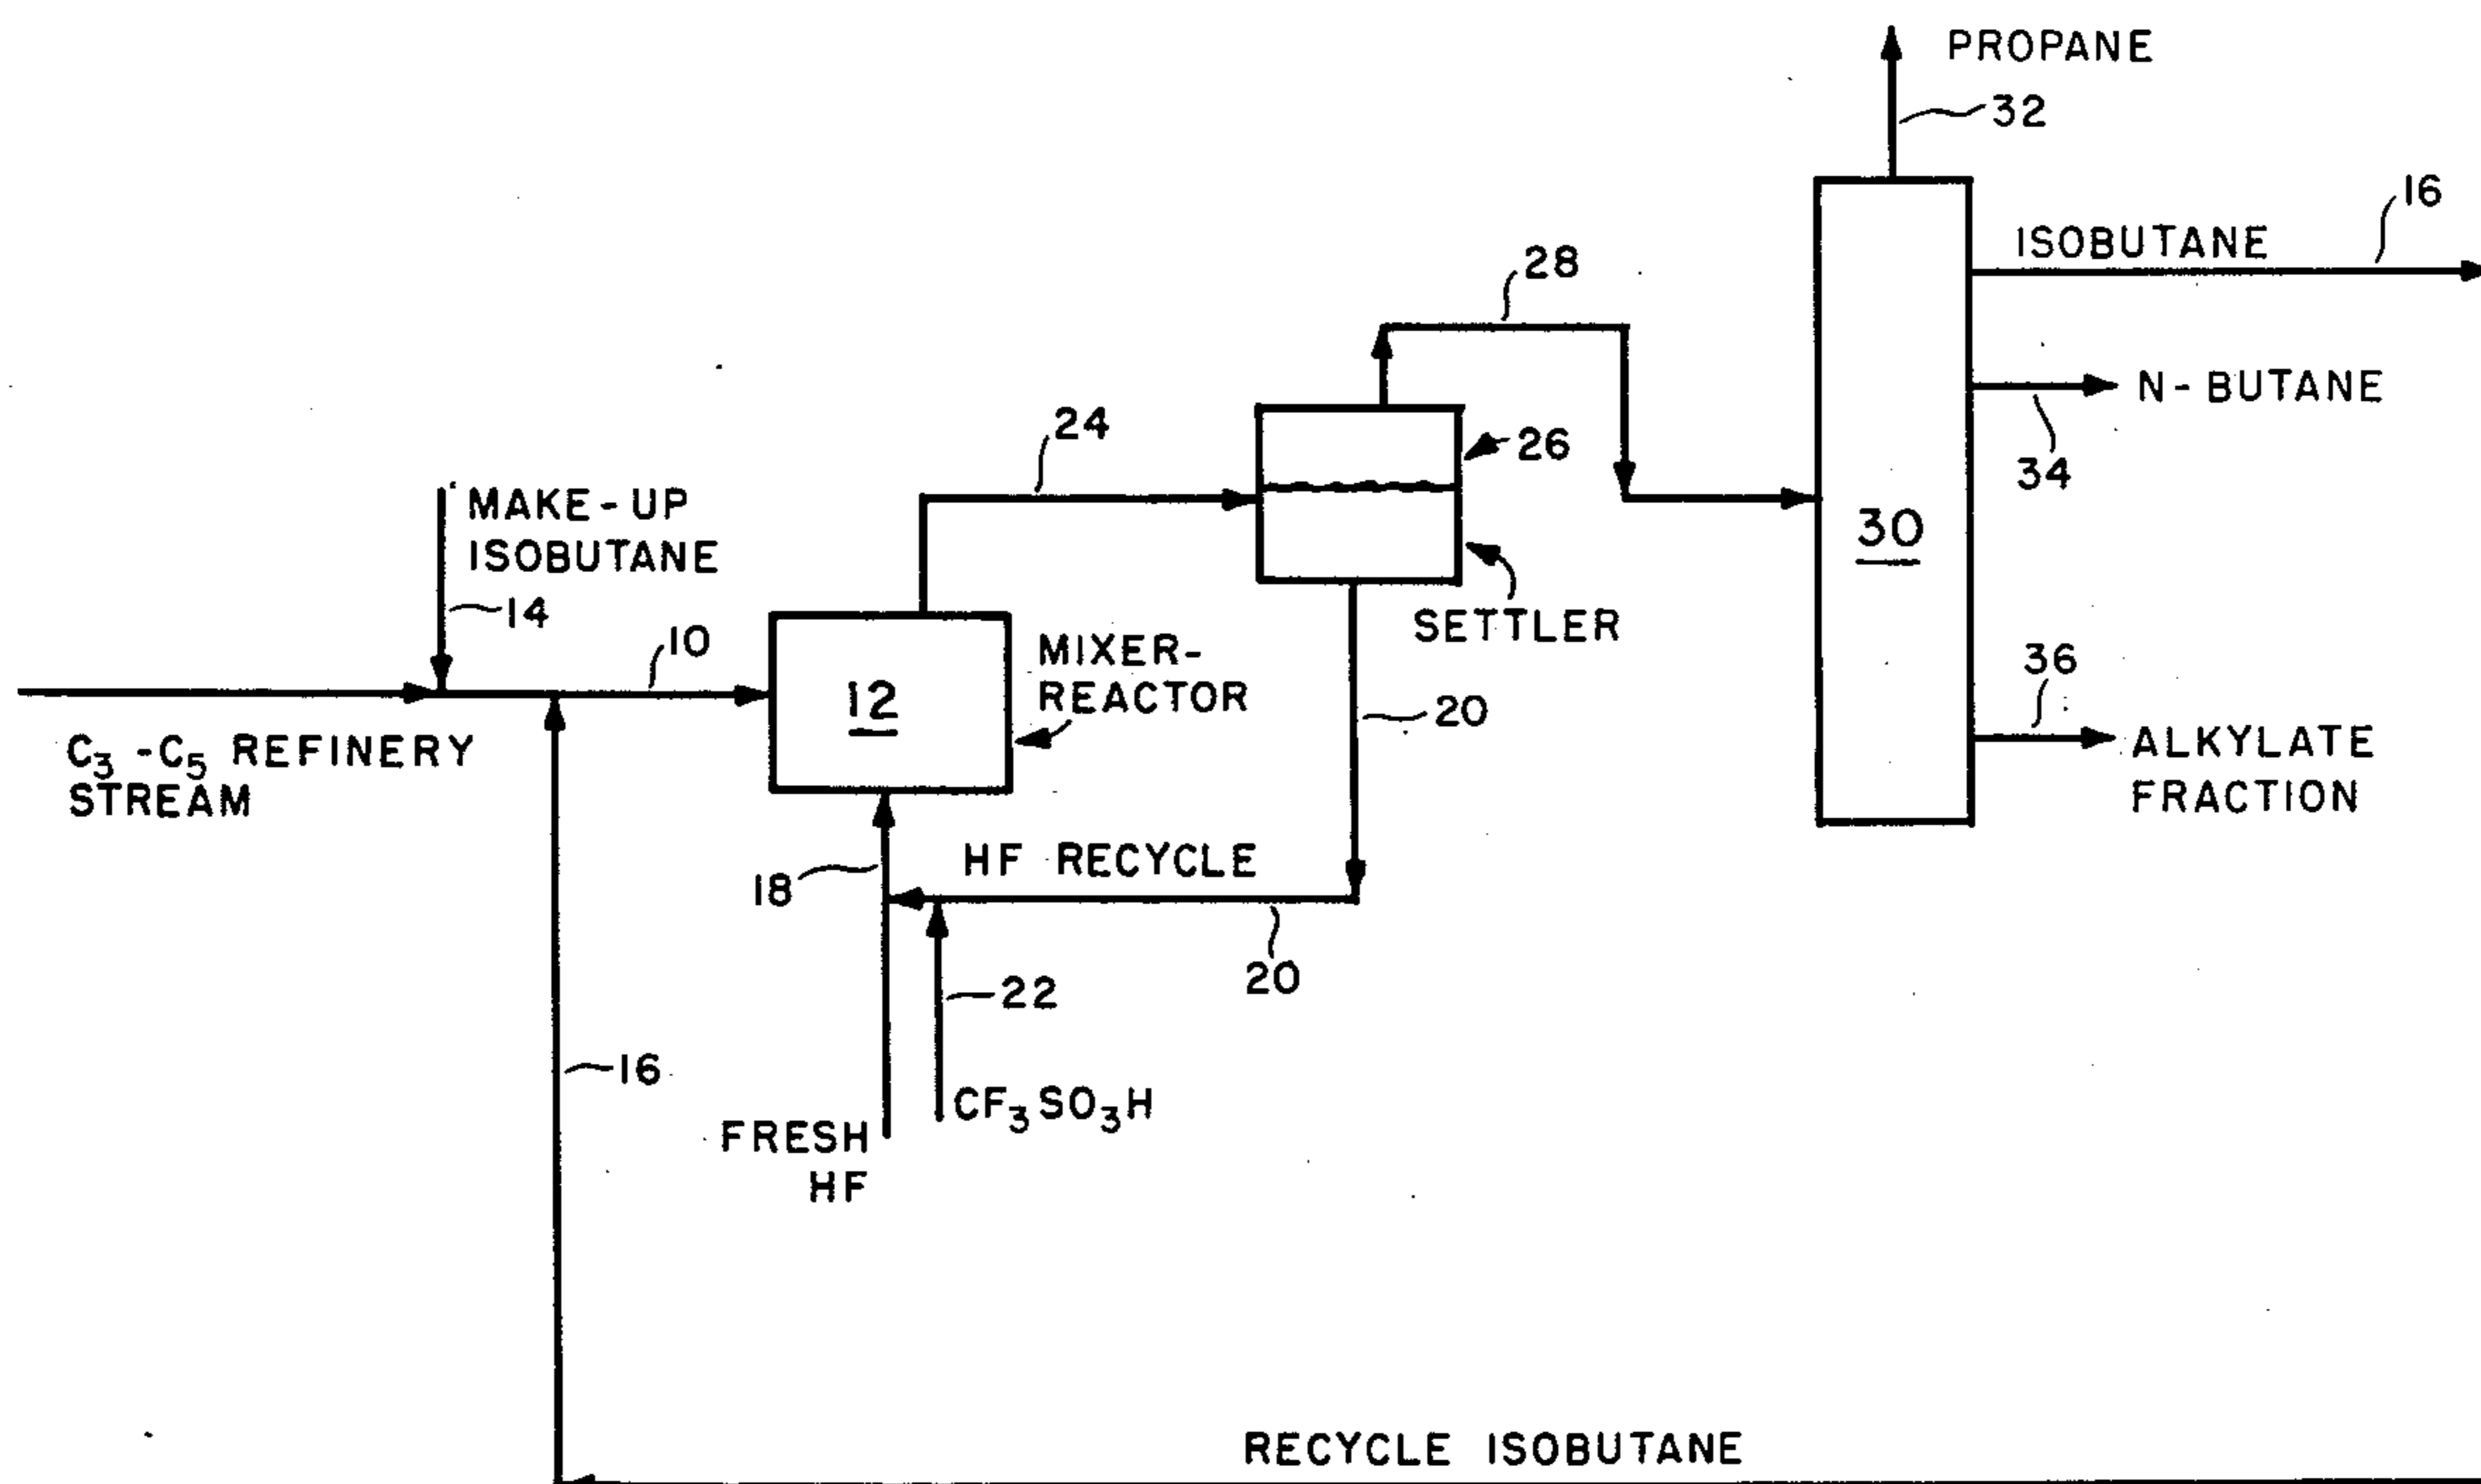 PROPANE
32
16
ISOBUTANE
28
N-BUTANE
34
24
26
MAKE-UP
ISOBUTANE
14
30
SETTLER
10
MIXER-
REACTOR
12
36
20
C3-C5 REFINERY
STREAM
ALKYLATE
FRACTION
HF RECYCLE
18
20
22
16
CF3SO3H
FRESH
HF
RECYCLE ISOBUTANE